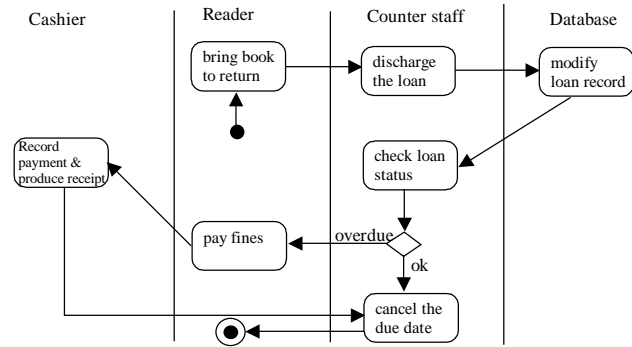 Cashier
Reader
Counter staff
Database
bring book
to return
discharge
the loan
modify
loan record
Record
payment &
produce receipt
check loan
status
pay fines
overdue
ok
cancel the
due date